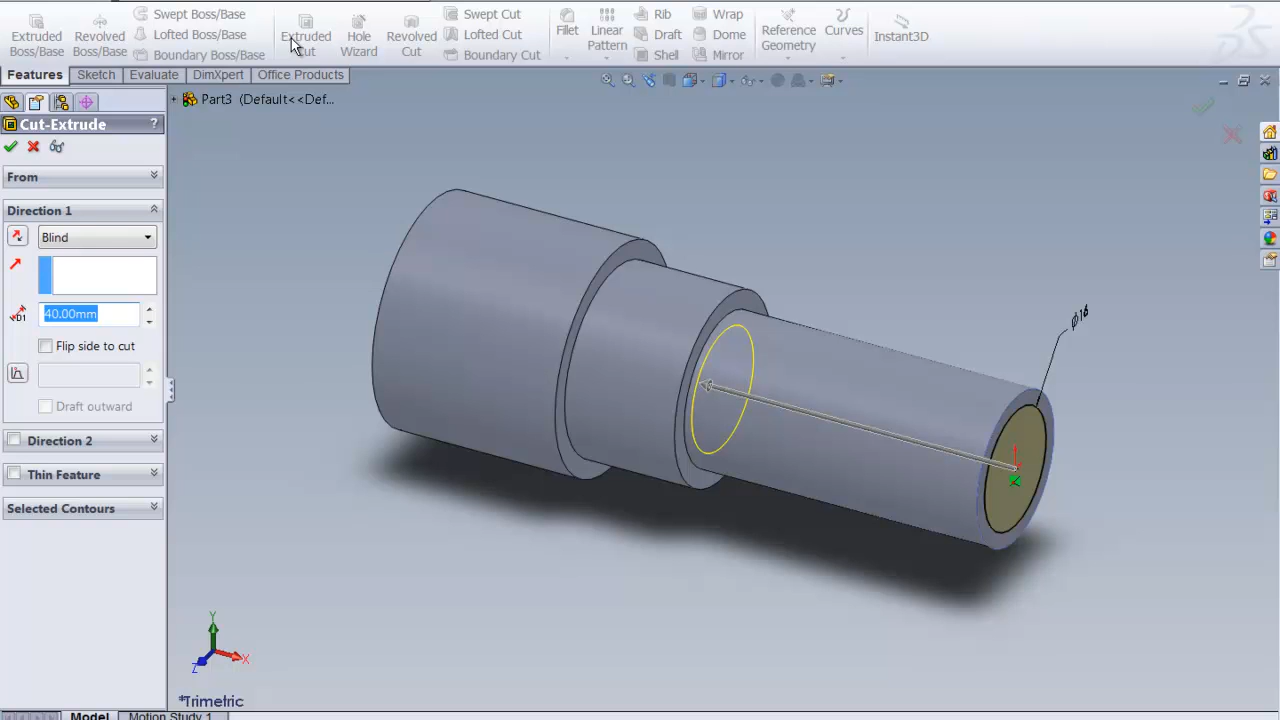 Extruded Boss/Base
Revolved Boss/Base
Swept Boss/Base
Lofted Boss/Base
Boundary Boss/Base
Extruded Cut
Hole Wizard
Revolved Cut
Swept Cut
Lofted Cut
Boundary Cut
Fillet
Linear Pattern
Rib
Draft
Shell
Wrap
Dome
Mirror
Reference Geometry
Curves
Instant3D
Features
Sketch
Evaluate
DimXpert
Office Products
Part3 (Default<<Def...
Cut-Extrude
?
From
Direction 1
Blind
D1
40.00mm
Flip side to cut
Draft outward
Direction 2
Thin Feature
Selected Contours
Y
X
Z
*Trimetric
Model
Motion Study 1